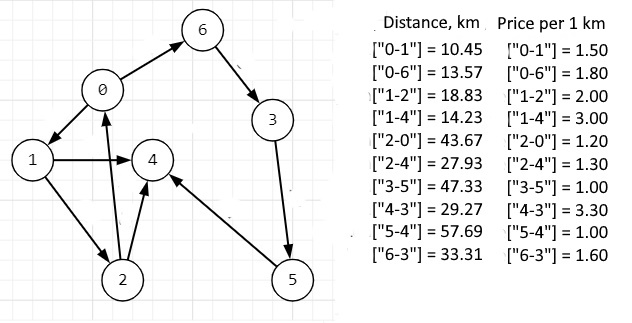 6
0
3
1
4
2
5
Distance, km Price per 1 km
["0-1"] = 10.45 ["0-1"] = 1.50
["0-6"] = 13.57 ["0-6"] = 1.80
["1-2"] = 18.83 ["1-2"] = 2.00
["1-4"] = 14.23 ["1-4"] = 3.00
["2-0"] = 43.67 ["2-0"] = 1.20
["2-4"] = 27.93 ["2-4"] = 1.30
["3-5"] = 47.33 ["3-5"] = 1.00
["4-3"] = 29.27 ["4-3"] = 3.30
["5-4"] = 57.69 ["5-4"] = 1.00
["6-3"] = 33.31 ["6-3"] = 1.60